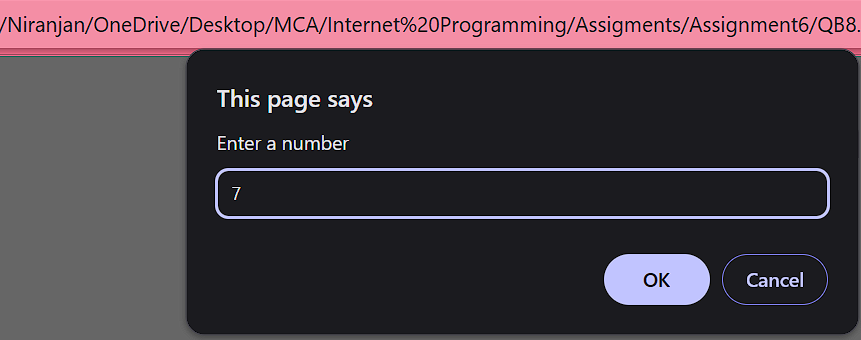 /Niranjan/OneDrive/Desktop/MCA/Internet%20Programming/Assigments/Assignment6/QB8.
This page says
Enter a number
7
OK Cancel